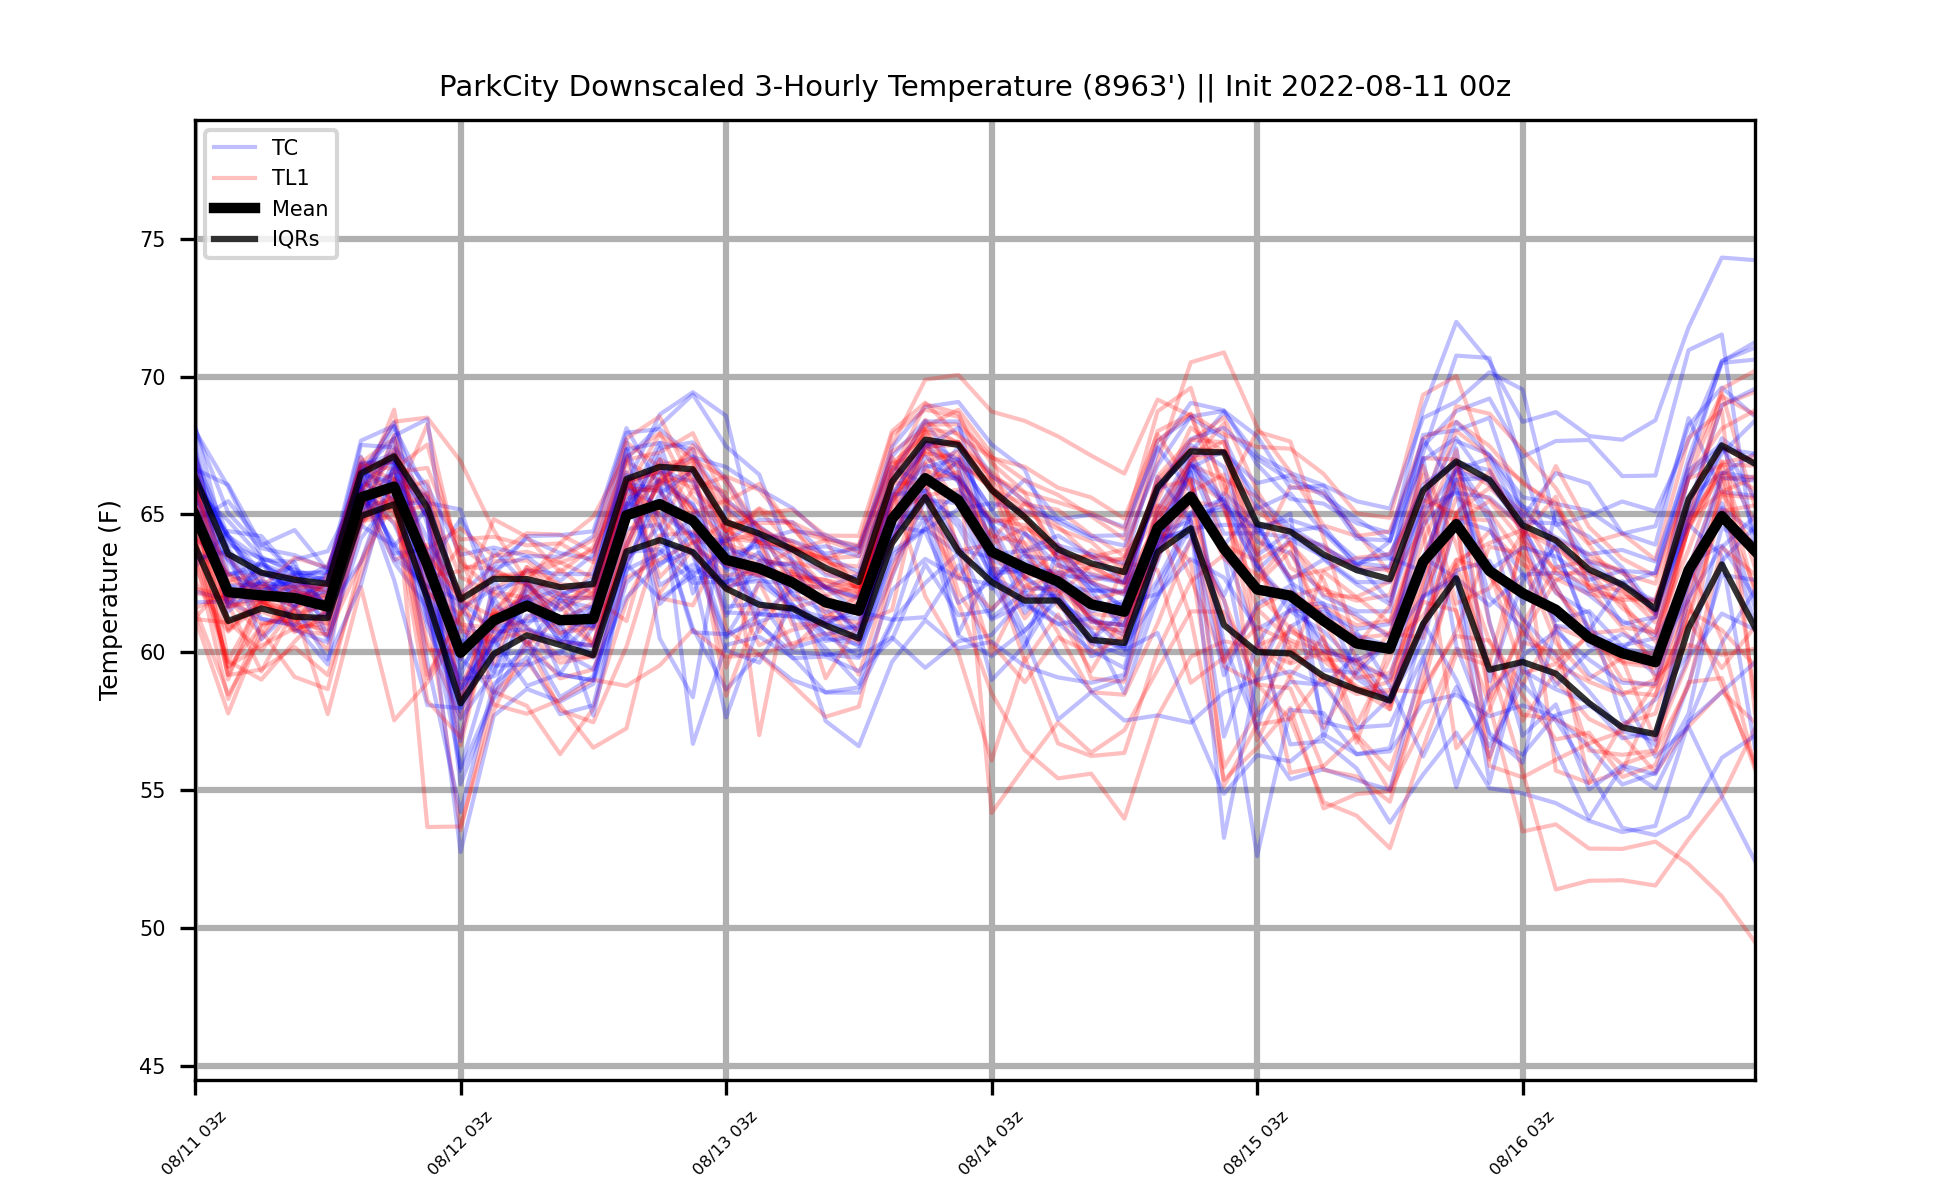 ParkCity Downscaled 3-Hourly Temperature (8963') || Init 2022-08-11 00z
TC
TL1
Mean
IQRs
Temperature (F)
75
70
65
60
55
50
45
08/11 03z
08/12 03z
08/13 03z
08/14 03z
08/15 03z
08/16 03z